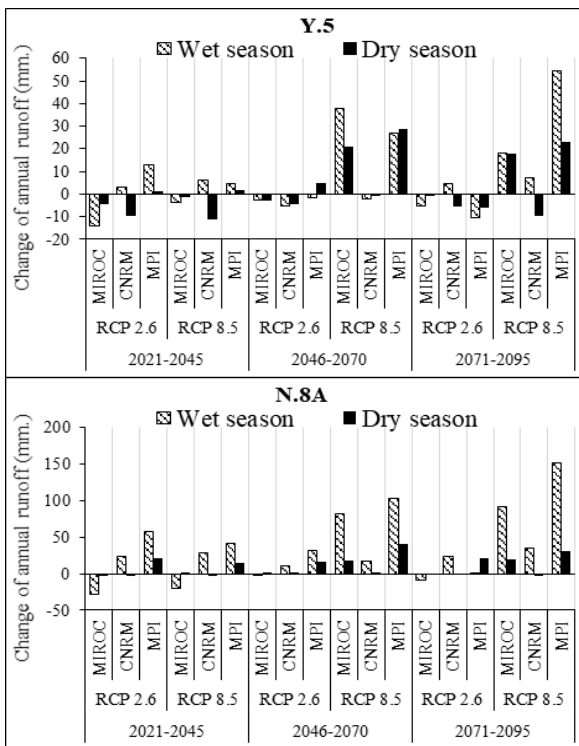 Y.5
Wet season Dry season
Change of annual runoff (mm.)
60
50
40
30
20
10
0
-10
-20
MIROC CNRM MPI MIROC CNRM MPI MIROC CNRM MPI MIROC CNRM MPI MIROC CNRM MPI MIROC CNRM MPI
RCP 2.6 RCP 8.5 RCP 2.6 RCP 8.5 RCP 2.6 RCP 8.5
2021-2045 2046-2070 2071-2095
N.8A
Wet season Dry season
Change of annual runoff (mm.)
200
150
100
50
0
-50
MIROC CNRM MPI MIROC CNRM MPI MIROC CNRM MPI MIROC CNRM MPI MIROC CNRM MPI MIROC CNRM MPI
RCP 2.6 RCP 8.5 RCP 2.6 RCP 8.5 RCP 2.6 RCP 8.5
2021-2045 2046-2070 2071-2095